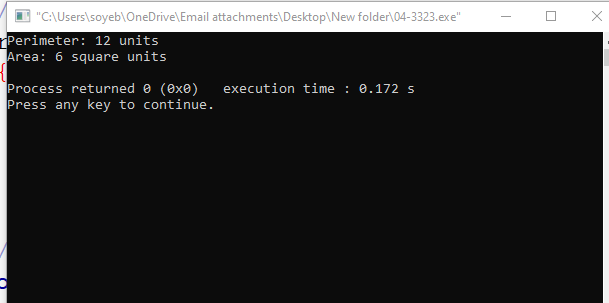 "C:\Users\soyeb\OneDrive\Email attachments\Desktop\New folder\04-3323.exe"
Perimeter: 12 units
Area: 6 square units
Process returned 0 (0x0)   execution time : 0.172 s
Press any key to continue.